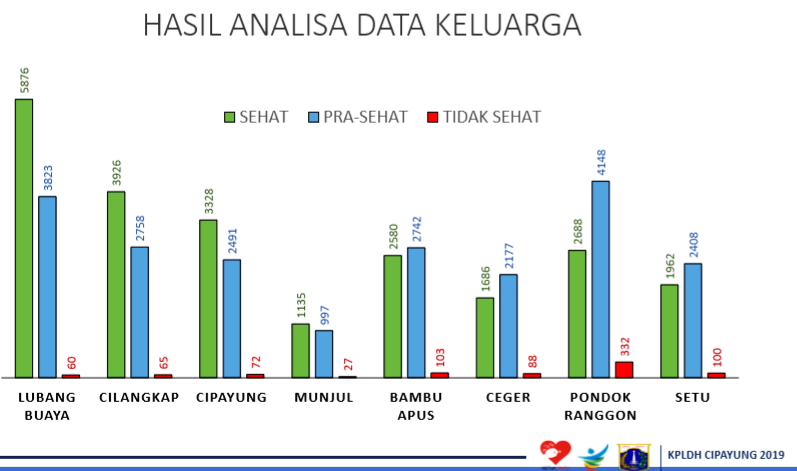 HASIL ANALISA DATA KELUARGA
SEHAT PRA-SEHAT TIDAK SEHAT
5876 3823 60
3926 2758 65
3328 2491 72
1135 997 27
2580 2742 103
1686 2177 88
2688 4148 332
1962 2408 100
LUBANG BUAYA
CILANGKAP
CIPAYUNG
MUNJUL
BAMBU APUS
CEGER
PONDOK RANGGON
SETU
KPLDH CIPAYUNG 2019